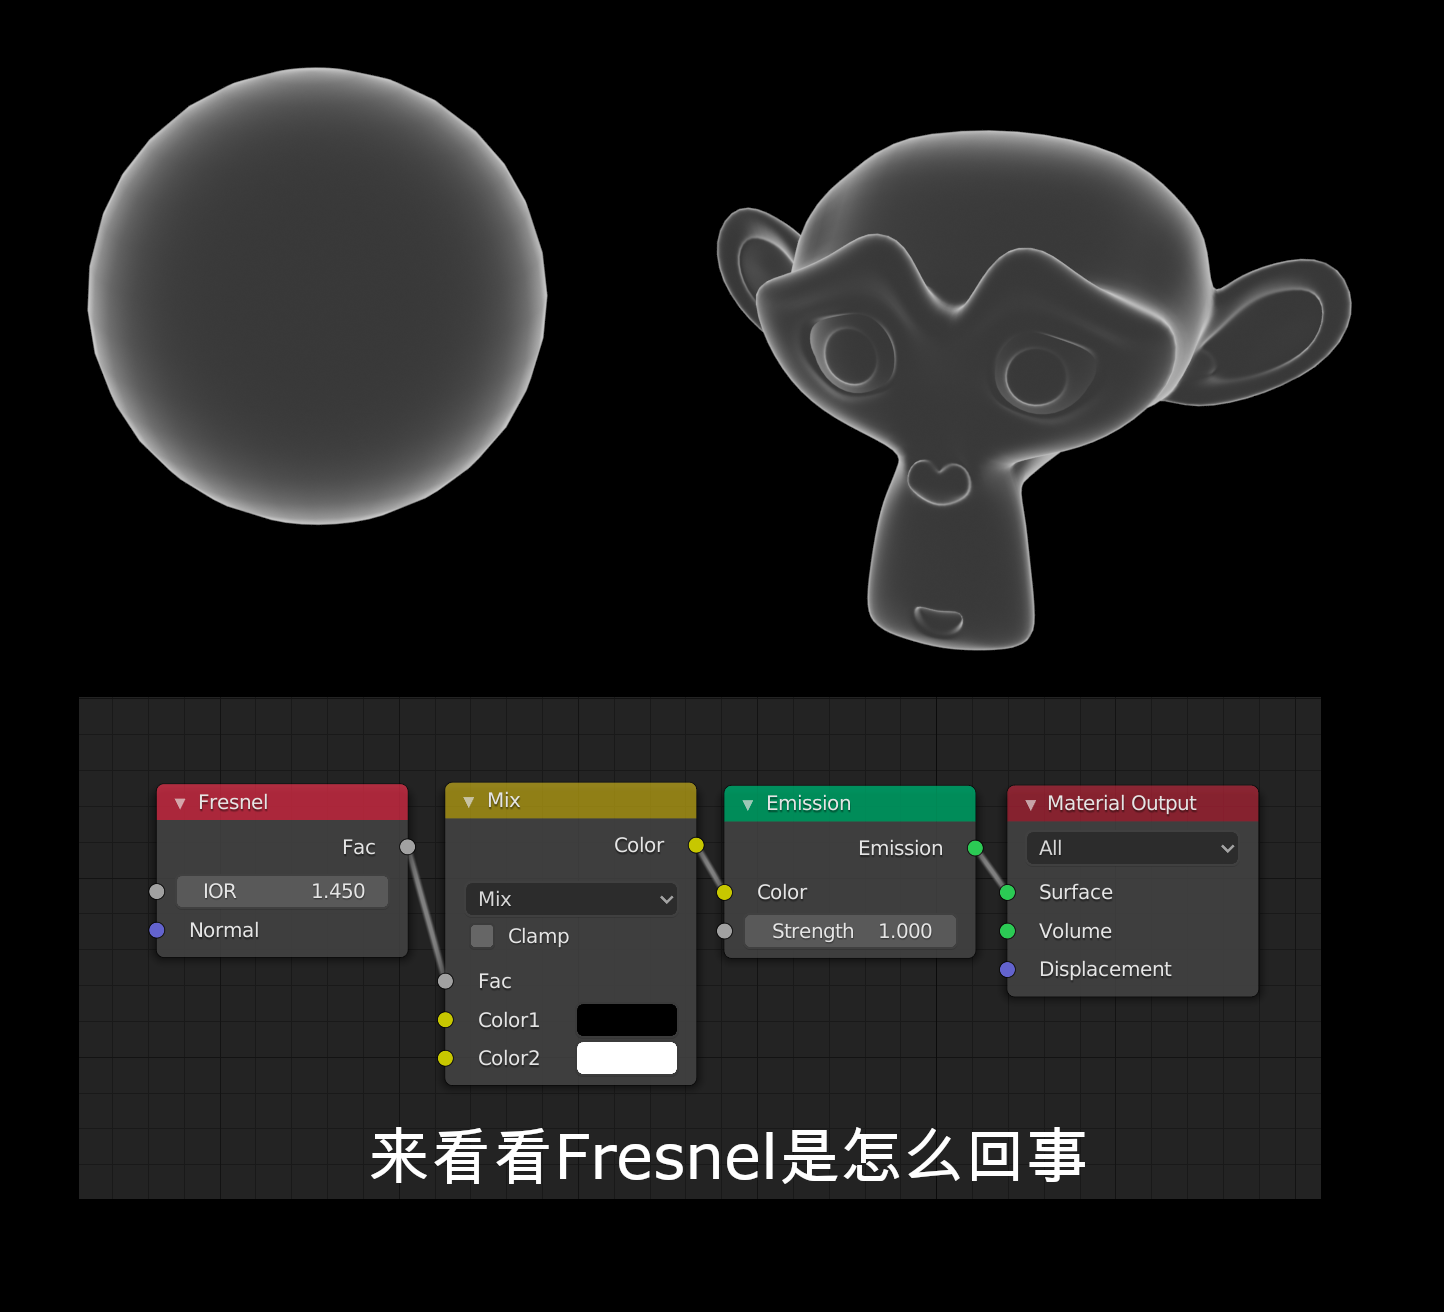 Fresnel
Fac
IOR 1.450
Normal
Mix
Color
Mix
Clamp
Fac
Color1
Color2
Emission
Emission
Color
Strength 1.000
Material Output
All
Surface
Volume
Displacement
来看看Fresnel是怎么回事